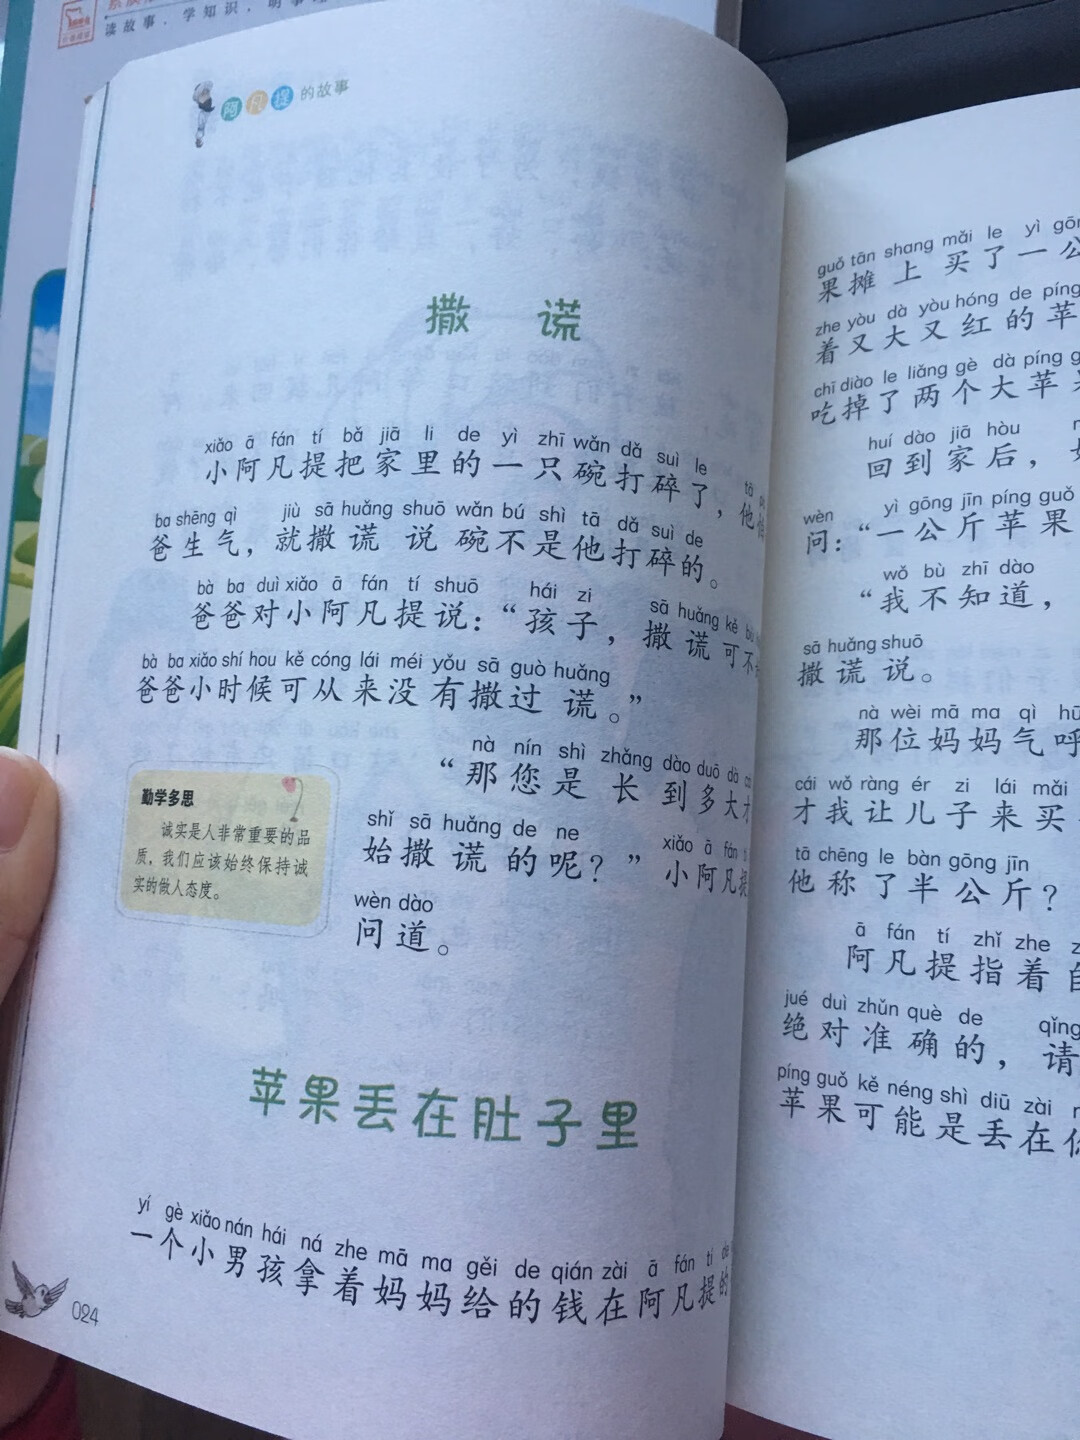 读故事·学知识·明事理
阿凡提的故事
撒 谎
xiǎo ā fán tí bǎ jiā li de yì zhī wǎn dǎ suì le tā
小阿凡提把家里的一只碗打碎了，他怕
ba shēng qì jiù sā huǎng shuō wǎn bú shì tā dǎ suì de
爸生气，就撒谎说碗不是他打碎的。
bà ba duì xiǎo ā fán tí shuō hái zi sā huǎng kě bù
爸爸对小阿凡提说：“孩子，撒谎可不
bà ba xiǎo shí hou kě cóng lái méi yǒu sā guò huǎng
爸爸小时候可从来没有撒过谎。”
nà nín shì zhǎng dào duō dà
“那您是长到多大才
shǐ sā huǎng de ne xiǎo ā fán tí
始撒谎的呢？”小阿凡提
wèn dào
问道。
勤学多思
诚实是人非常重要的品
质，我们应该始终保持诚
实的做人态度。
苹果丢在肚子里
yí gè xiǎo nán hái ná zhe mā ma gěi de qián zài ā fán tí de
一个小男孩拿着妈妈给的钱在阿凡提的
024
guǒ tān shang mǎi le yì gōng
果摊上买了一公
zhe yòu dà yòu hóng de píng
着又大又红的苹
chī diào le liǎng gè dà píng
吃掉了两个大苹
huí dào jiā hòu
回到家后，
wèn yì gōng jīn píng guǒ
问：“一公斤苹果
wǒ bù zhī dào
“我不知道，
sā huǎng shuō
撒谎说。
nà wèi mā ma qì hū
那位妈妈气呼
cái wǒ ràng ér zi lái mǎi
才我让儿子来买
tā chēng le bàn gōng jīn
他称了半公斤？
ā fán tí zhǐ zhe
阿凡提指着自
jué duì zhǔn què de qǐng
绝对准确的，请
píng guǒ kě néng shì diū zài
苹果可能是丢在你